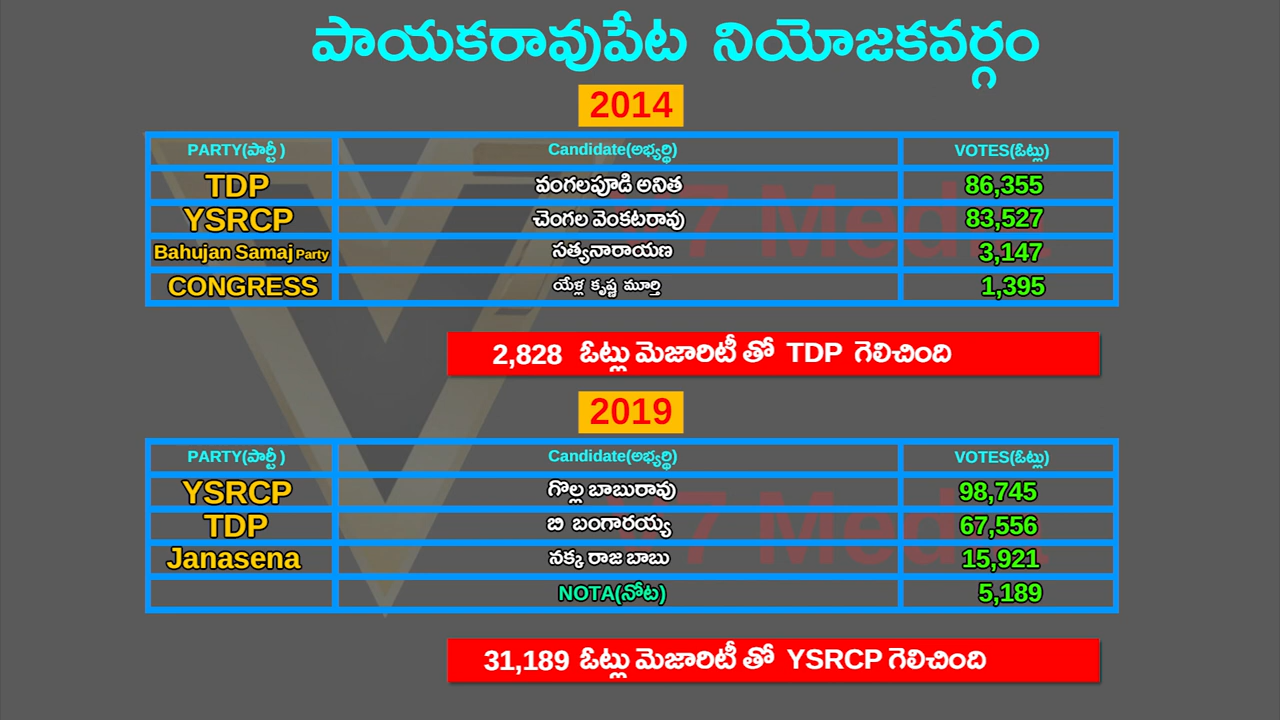 పాయకరావుపేట నియోజకవర్గం
2014
PARTY(పార్టీ ) Candidate(అభ్యర్థి) VOTES(ఓట్లు)
TDP వంగలపూడి అనిత 86,355
YSRCP చెంగల వెంకటరావు 83,527
Bahujan Samaj Party సత్యనారాయణ 3,147
CONGRESS యేళ్ల కృష్ణ మూర్తి 1,395
2,828 ఓట్లు మెజారిటీ తో TDP గెలిచింది
2019
PARTY(పార్టీ ) Candidate(అభ్యర్థి) VOTES(ఓట్లు)
YSRCP గొల్ల బాబురావు 98,745
TDP బి బంగారయ్య 67,556
Janasena నక్క రాజ బాబు 15,921
NOTA(నోట) 5,189
31,189 ఓట్లు మెజారిటీ తో YSRCP గెలిచింది